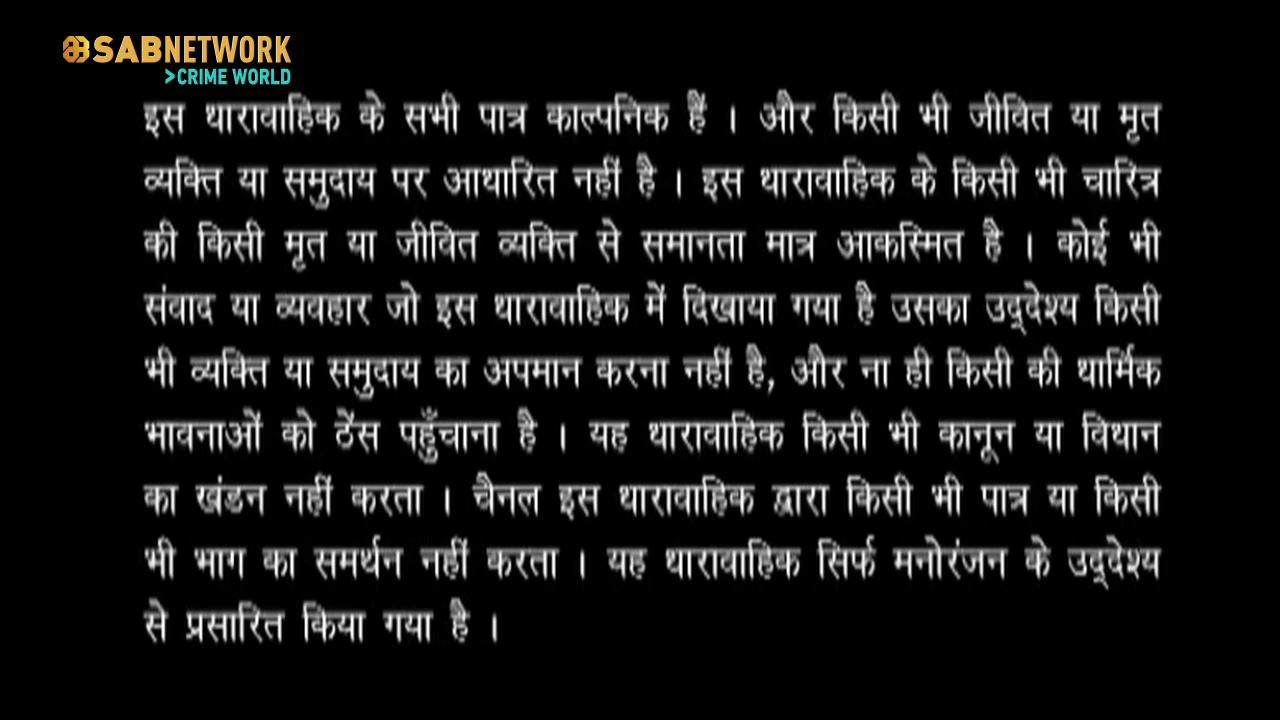 SABNETWORK
>CRIME WORLD
इस धारावाहिक के सभी पात्र काल्पनिक हैं । और किसी भी जीवित या मृत
व्यक्ति या समुदाय पर आधारित नहीं है । इस धारावाहिक के किसी भी चारित्र
की किसी मृत या जीवित व्यक्ति से समानता मात्र आकस्मित है । कोई भी
संवाद या व्यवहार जो इस धारावाहिक में दिखाया गया है उसका उद्देश्य किसी
भी व्यक्ति या समुदाय का अपमान करना नहीं है, और ना ही किसी की धार्मिक
भावनाओं को ठेंस पहुँचाना है । यह धारावाहिक किसी भी कानून या विधान
का खंडन नहीं करता । चैनल इस धारावाहिक द्वारा किसी भी पात्र या किसी
भी भाग का समर्थन नहीं करता । यह धारावाहिक सिर्फ मनोरंजन के उद्देश्य
से प्रसारित किया गया है ।